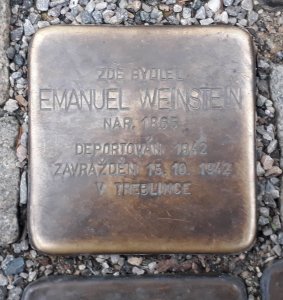 ZDE BYDLEL
EMANUEL WEINSTEIN
NAR. 1865
DEPORTOVÁN 1942
ZAVRAŽDĚN 15.10.1942
V TREBLINCE